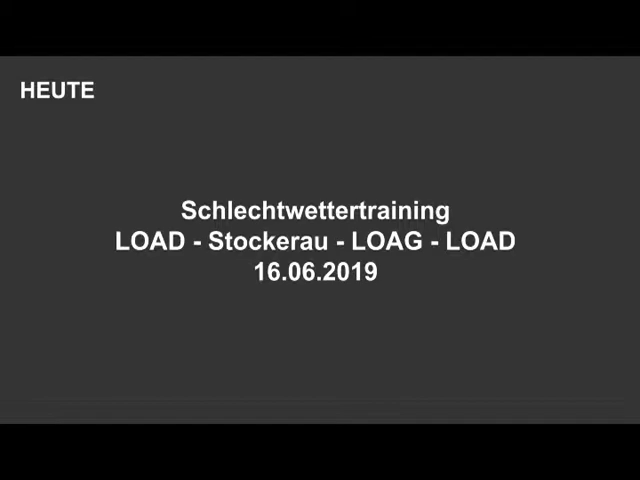 HEUTE
Schlechtwettertraining
LOAD - Stockerau - LOAG - LOAD
16.06.2019